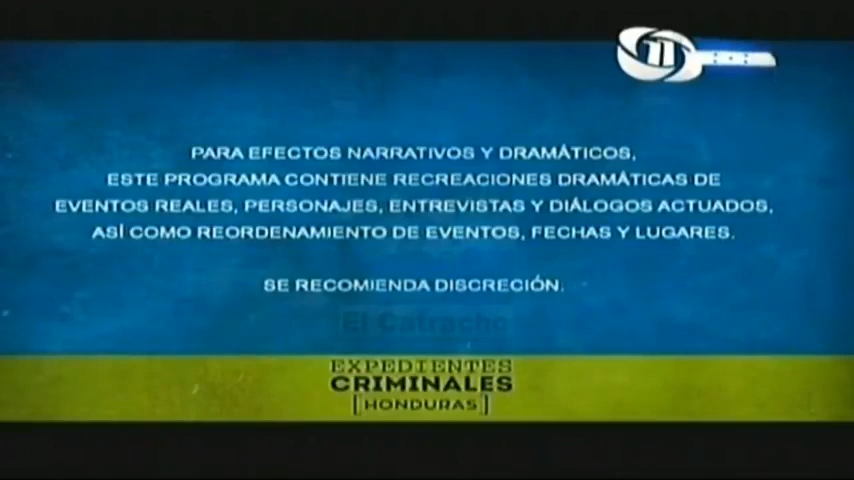 11
PARA EFECTOS NARRATIVOS Y DRAMÁTICOS,
ESTE PROGRAMA CONTIENE RECREACIONES DRAMÁTICAS DE
EVENTOS REALES, PERSONAJES, ENTREVISTAS Y DIÁLOGOS ACTUADOS,
ASÍ COMO REORDENAMIENTO DE EVENTOS, FECHAS Y LUGARES.
SE RECOMIENDA DISCRECIÓN.
El Catracho
EXPEDIENTES
CRIMINALES
[HONDURAS]